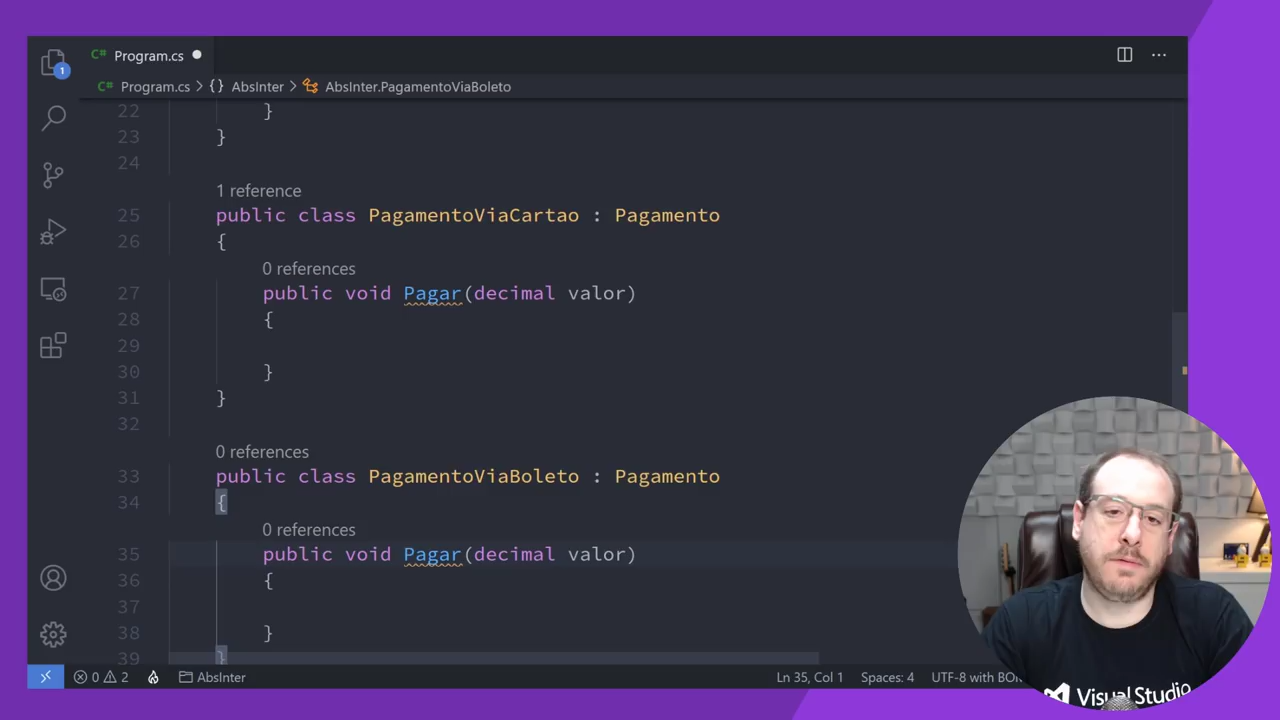 C# Program.cs
1
C# Program.cs > {} AbsInter > AbsInter.PagamentoViaBoleto
22 }
23 }
24
1 reference
25 public class PagamentoViaCartao : Pagamento
26 {
0 references
27 public void Pagar(decimal valor)
28 {
29
30 }
31 }
32
0 references
33 public class PagamentoViaBoleto : Pagamento
34 {
0 references
35 public void Pagar(decimal valor)
36 {
37
38 }
39 }
0 2 AbsInter Ln 35, Col 1 Spaces: 4 UTF-8 with
Visual Studio